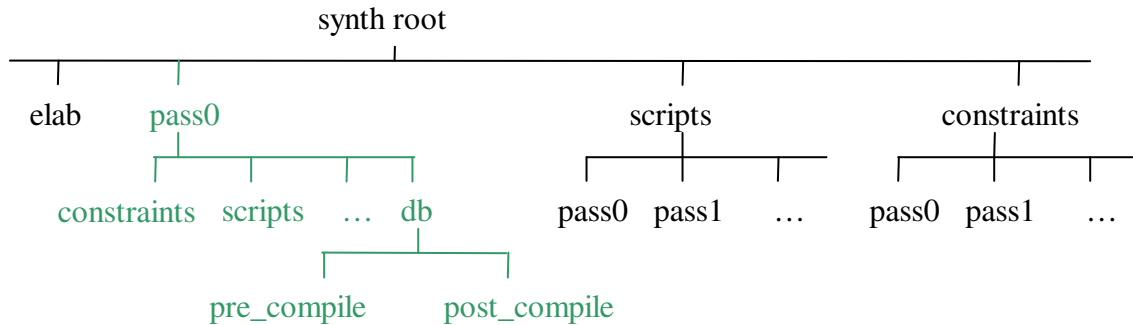 synth root
elab pass0 scripts constraints
constraints scripts … db pass0 pass1 … pass0 pass1 …
pre_compile post_compile